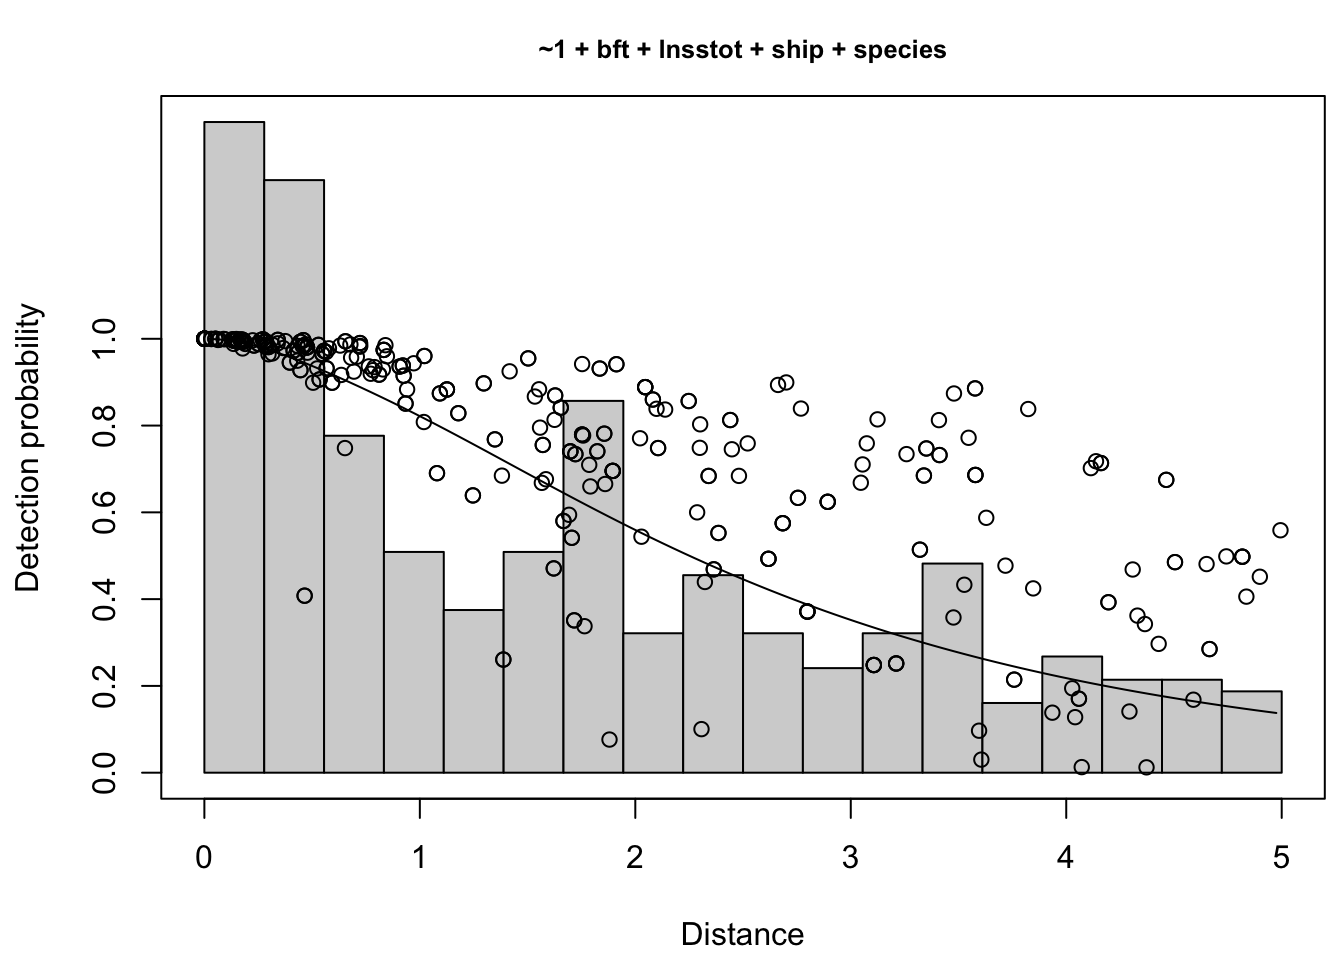 ~1 + bft + lnsstot + ship + species
Detection probability
1.0
0.8
0.6
0.4
0.2
0.0
0 1 2 3 4 5
Distance